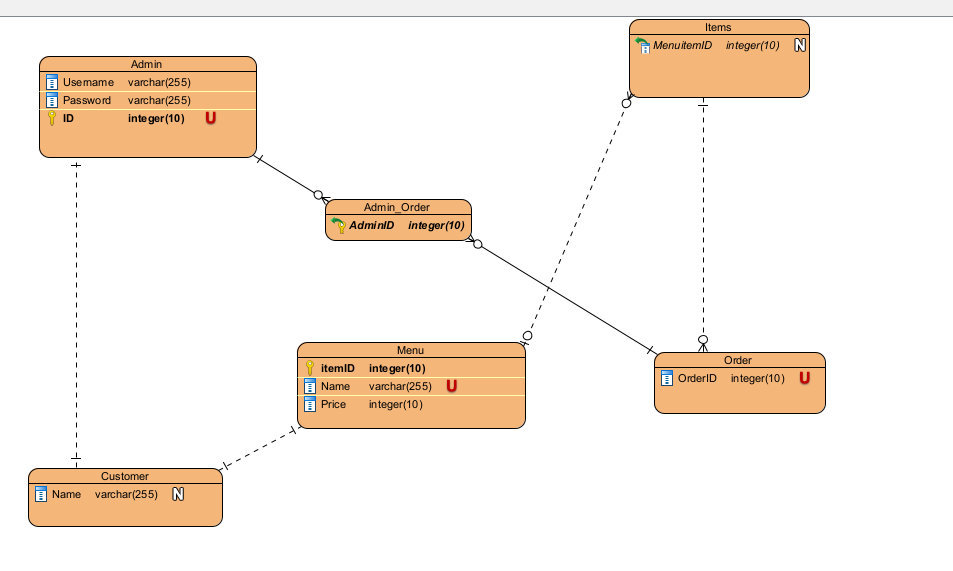 Items
MenuitemID integer(10) N
Admin
Username varchar(255)
Password varchar(255)
ID integer(10) U
Admin_Order
AdminID integer(10)
Menu
itemID integer(10)
Name varchar(255) U
Price integer(10)
Order
OrderID integer(10) U
Customer
Name varchar(255) N